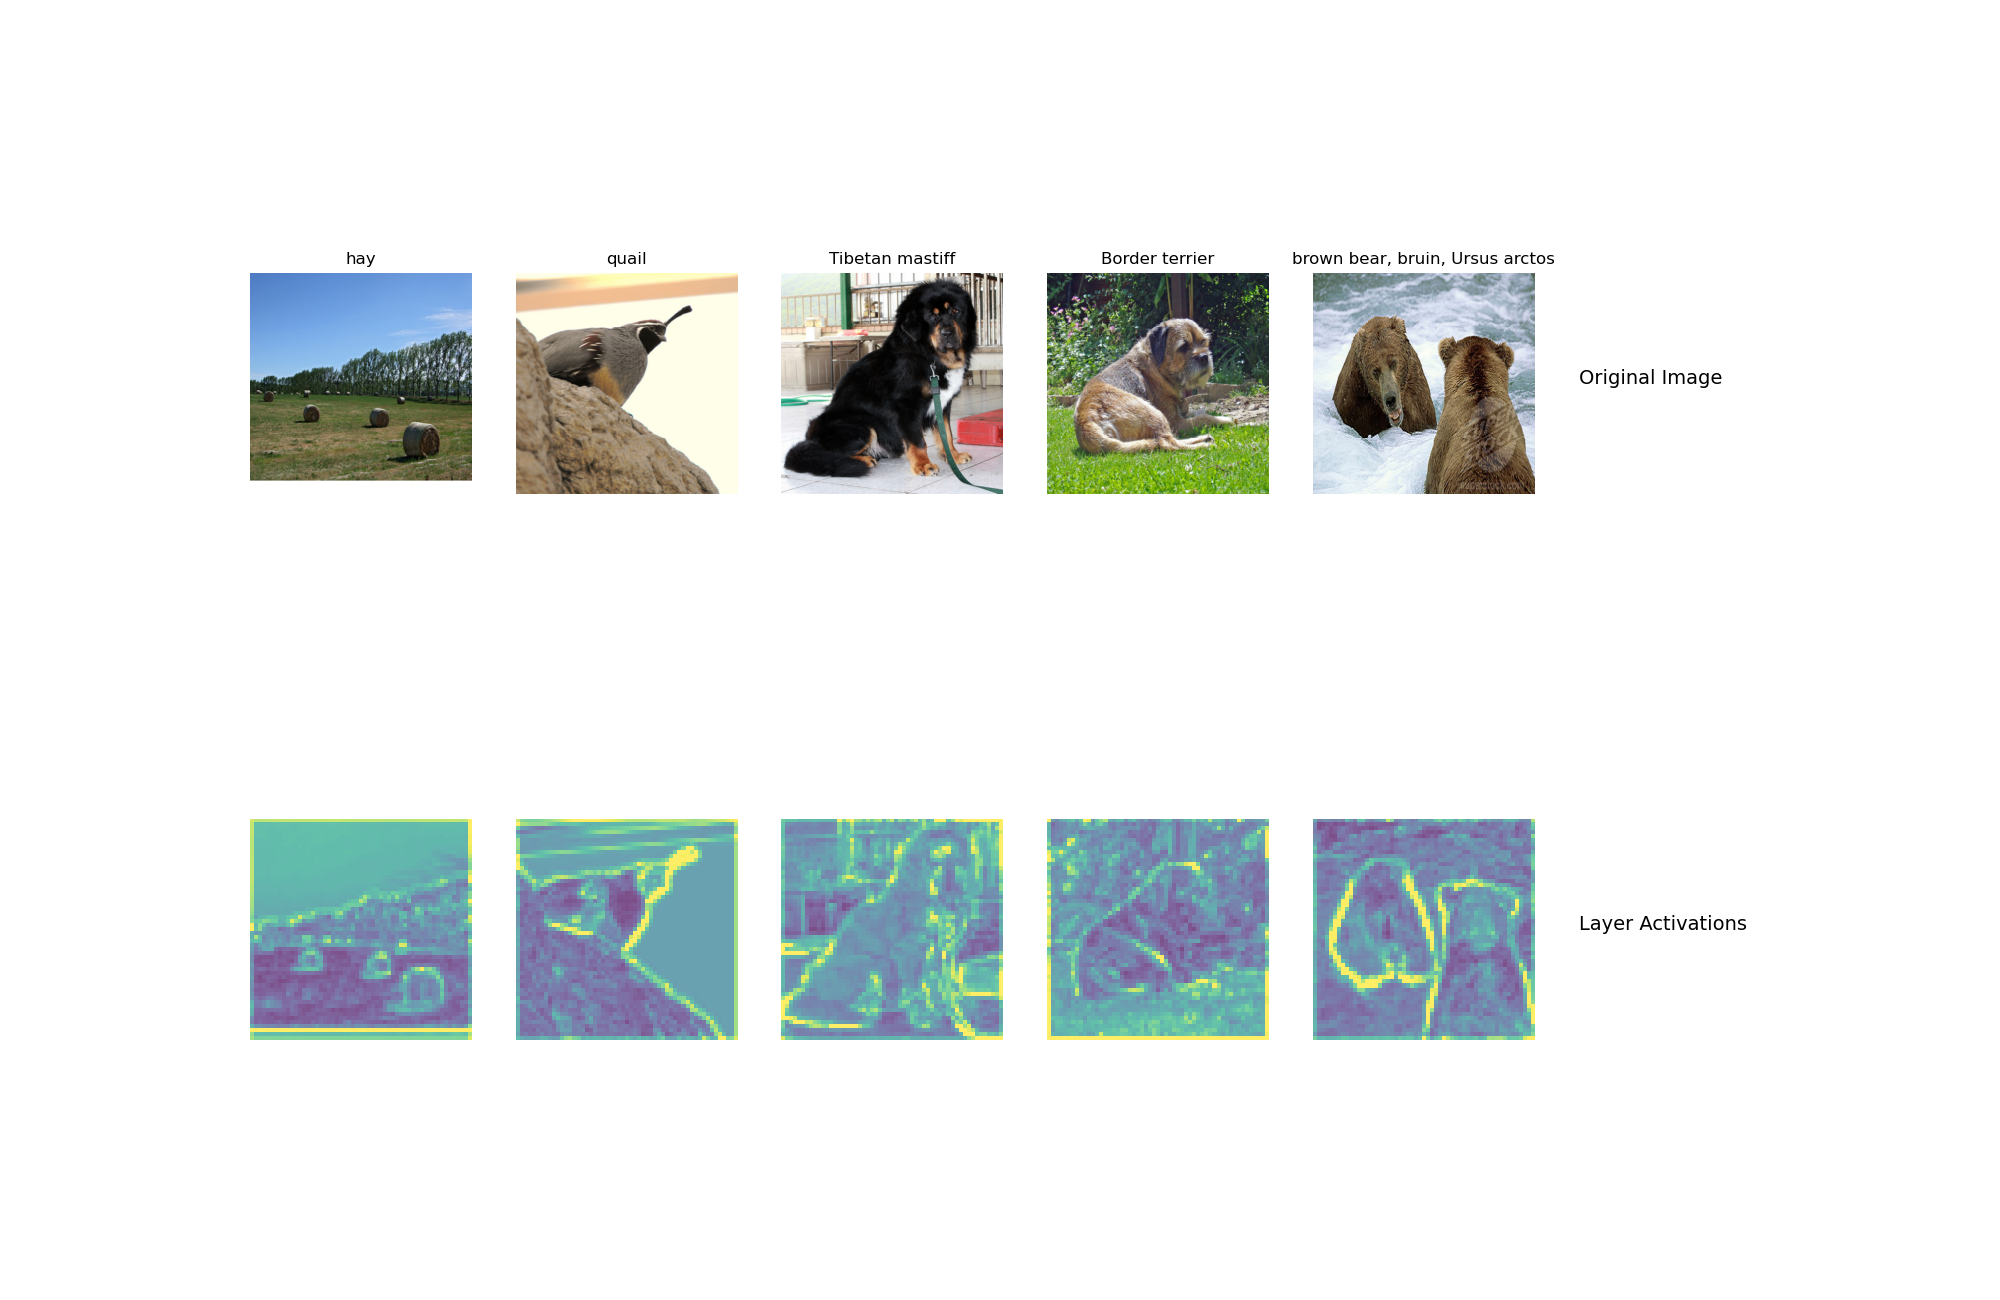 hay
quail
Tibetan mastiff
Border terrier
brown bear, bruin, Ursus arctos
Original Image
Layer Activations